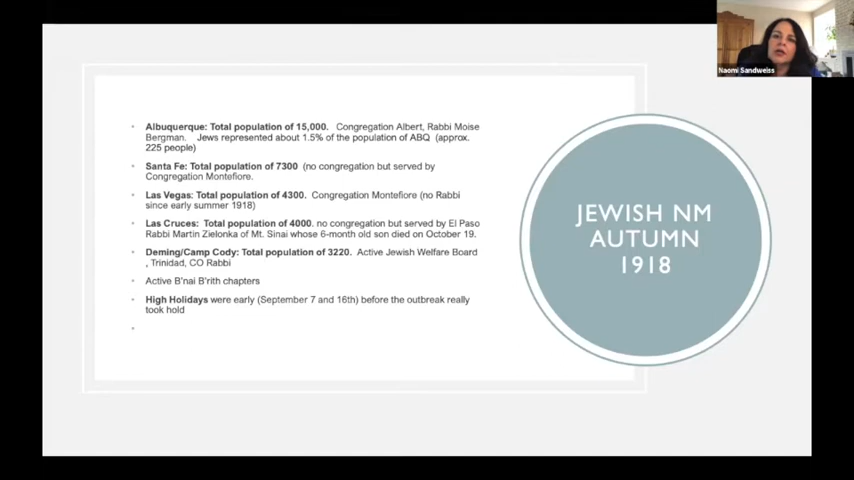 Naomi Sandweiss
Albuquerque: Total population of 15,000. Congregation Albert, Rabbi Moise
Bergman. Jews represented about 1.5% of the population of ABQ (approx.
225 people)
Santa Fe: Total population of 7300 (no congregation but served by
Congregation Montefiore.
Las Vegas: Total population of 4300. Congregation Montefiore (no Rabbi
since early summer 1918)
Las Cruces: Total population of 4000. no congregation but served by El Paso
Rabbi Martin Zielonka of Mt. Sinai whose 6-month old son died on October 19.
Deming/Camp Cody: Total population of 3220. Active Jewish Welfare Board
, Trinidad, CO Rabbi
Active B'nai B'rith chapters
High Holidays were early (September 7 and 16th) before the outbreak really
took hold
JEWISH NM
AUTUMN
1918